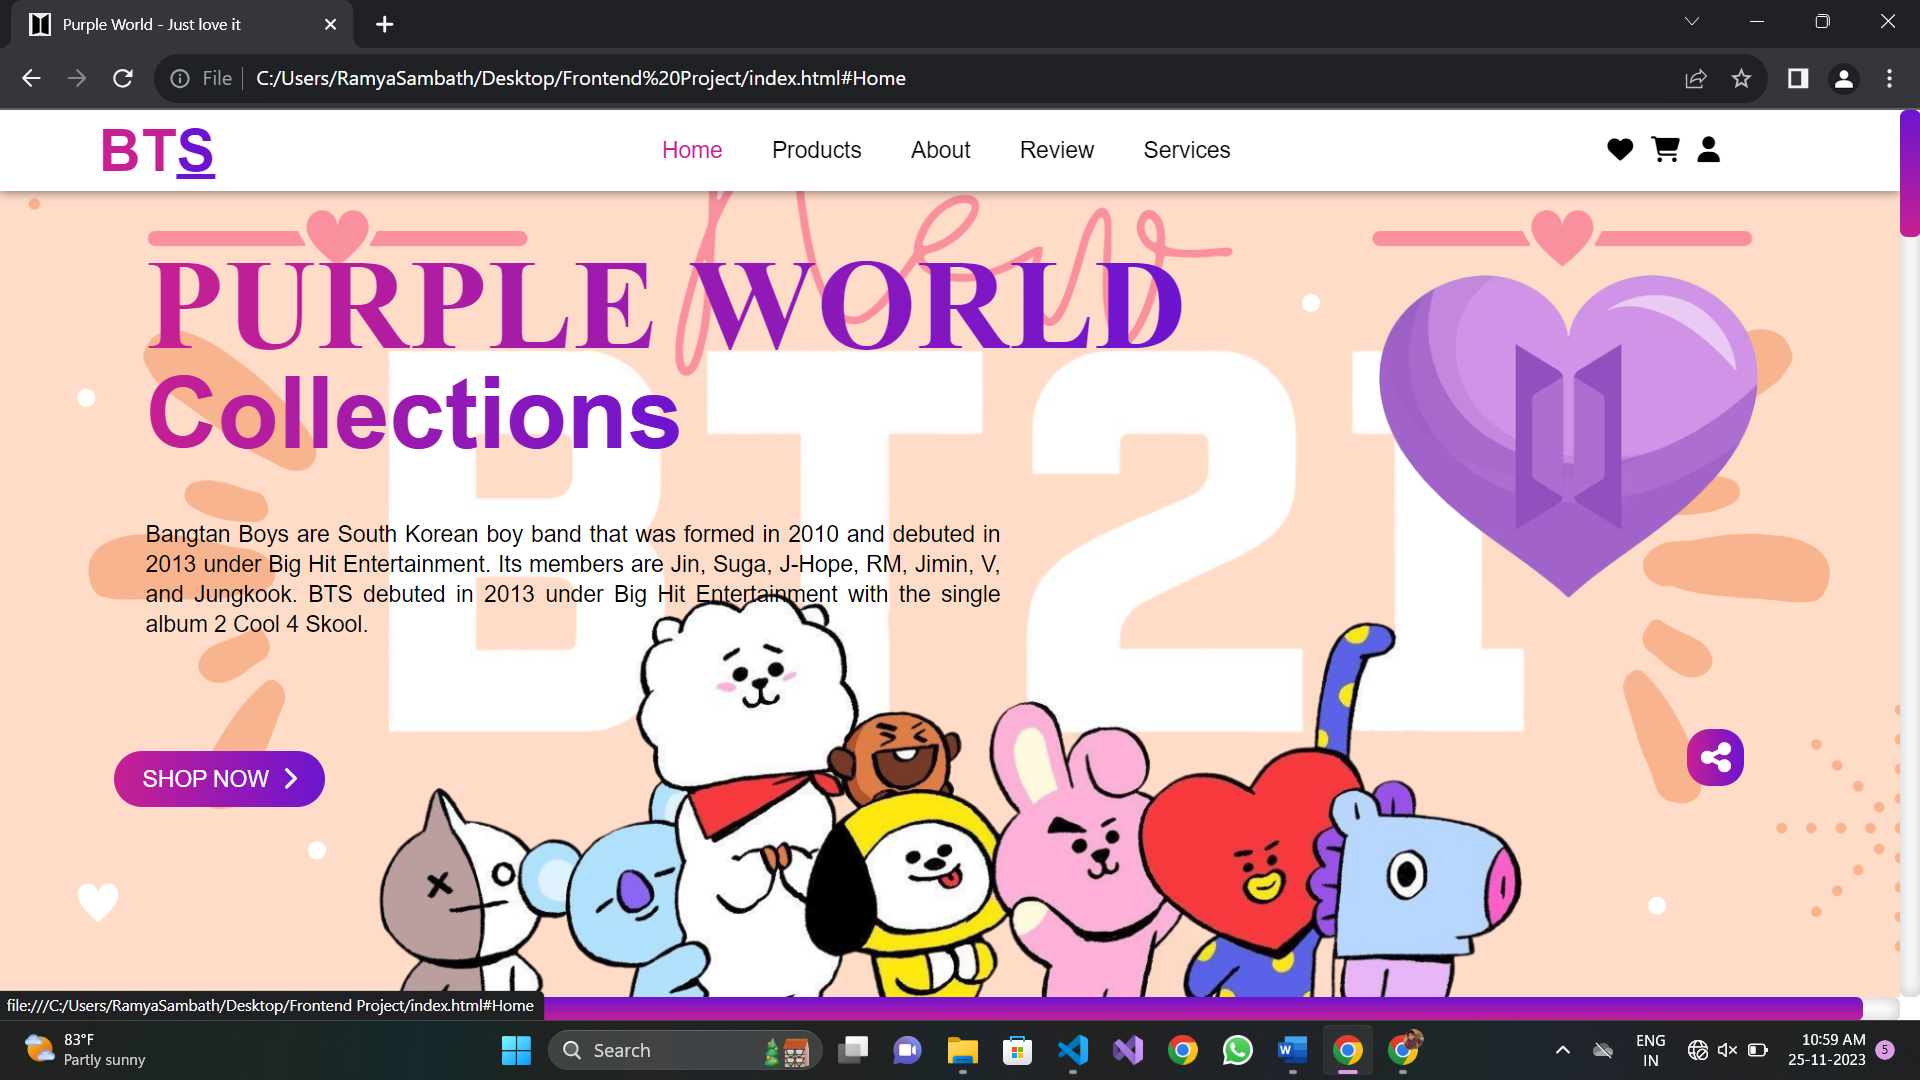 Purple World - Just love it
File
C:/Users/RamyaSambath/Desktop/Frontend%20Project/index.html#Home
BTS
Home
Products
About
Review
Services
New
PURPLE WORLD
Collections
BT21
Bangtan Boys are South Korean boy band that was formed in 2010 and debuted in
2013 under Big Hit Entertainment. Its members are Jin, Suga, J-Hope, RM, Jimin, V,
and Jungkook. BTS debuted in 2013 under Big Hit Entertainment with the single
album 2 Cool 4 Skool.
SHOP NOW
file:///C:/Users/RamyaSambath/Desktop/Frontend Project/index.html#Home
83°F
Partly sunny
Search
W
ENG
IN
10:59 AM
25-11-2023
5